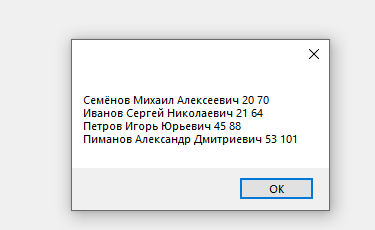 Семёнов Михаил Алексеевич 20 70
Иванов Сергей Николаевич 21 64
Петров Игорь Юрьевич 45 88
Пиманов Александр Дмитриевич 53 101
ОК